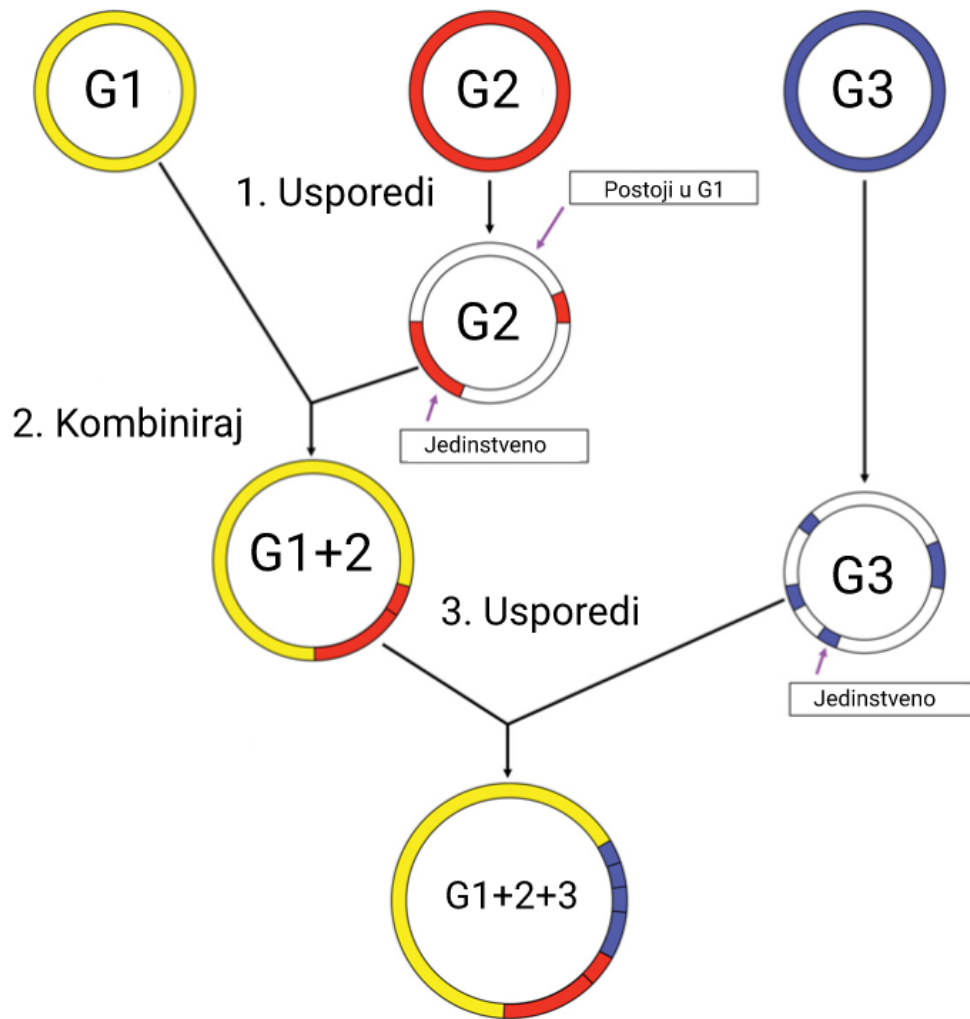 G1
G2
G3
1. Usporedi
Postoji u G1
G2
2. Kombiniraj
Jedinstveno
G1+2
3. Usporedi
G3
Jedinstveno
G1+2+3